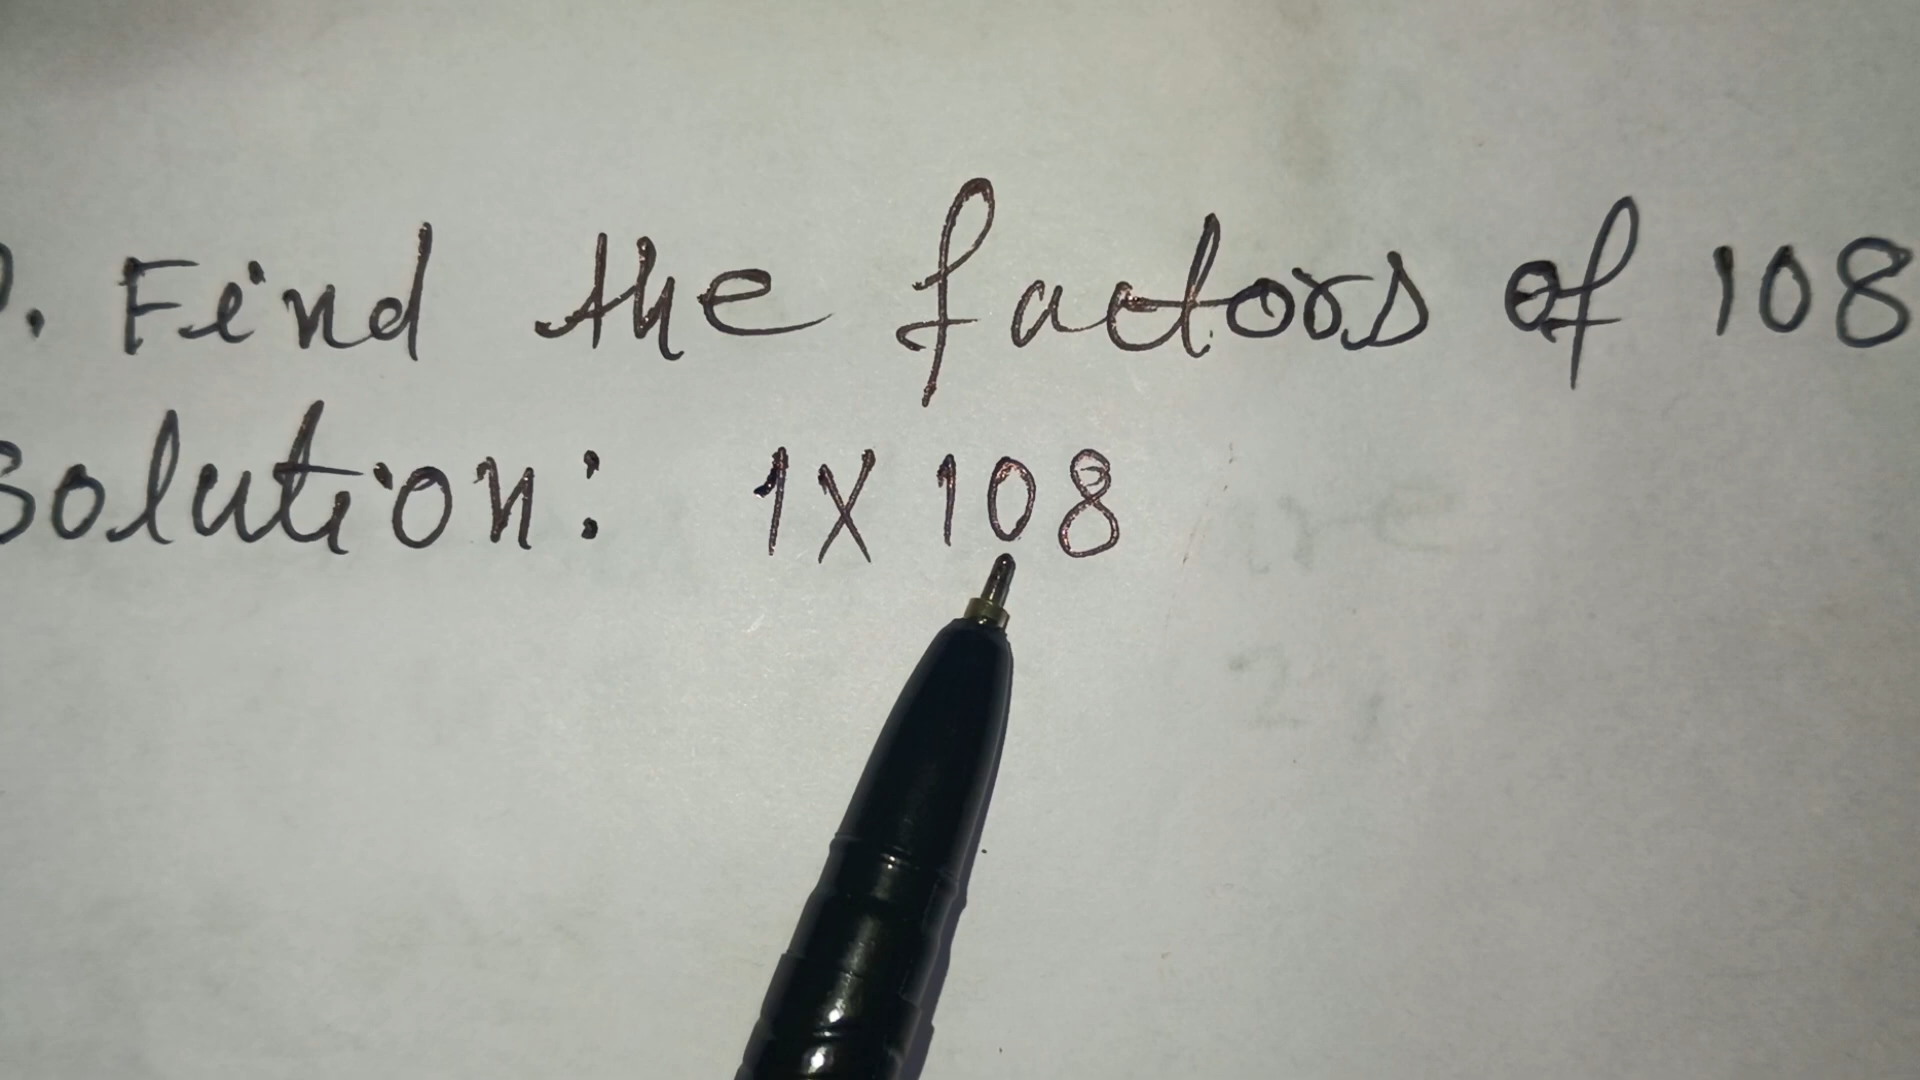 . Find the factors of 108
Solution: 1 X 108